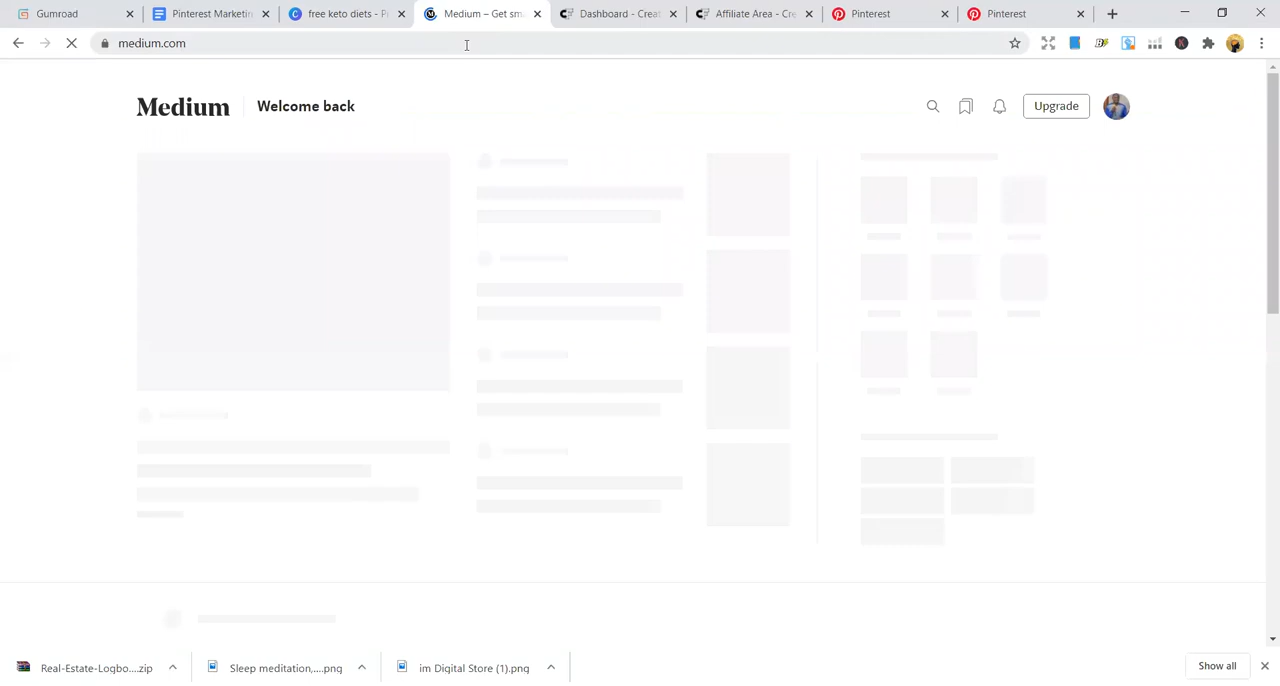 Gumroad
Pinterest Marketin
free keto diets - P
Medium – Get sm
Dashboard - Creat
Affiliate Area - Cre
Pinterest
Pinterest
medium.com
Medium
Welcome back
Upgrade
Real-Estate-Logbo....zip
Sleep meditation,....png
im Digital Store (1).png
Show all